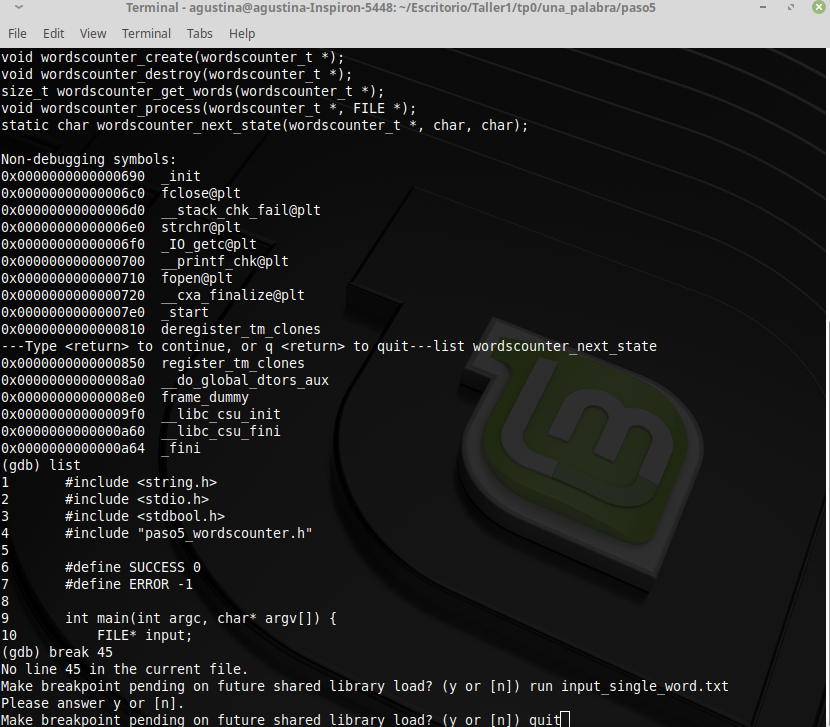 Terminal - agustina@agustina-Inspiron-5448: ~/Escritorio/Taller1/tp0/una_palabra/paso5
File Edit View Terminal Tabs Help
void wordscounter_create(wordscounter_t *);
void wordscounter_destroy(wordscounter_t *);
size_t wordscounter_get_words(wordscounter_t *);
void wordscounter_process(wordscounter_t *, FILE *);
static char wordscounter_next_state(wordscounter_t *, char, char);

Non-debugging symbols:
0x0000000000000690  _init
0x00000000000006c0  fclose@plt
0x00000000000006d0  __stack_chk_fail@plt
0x00000000000006e0  strchr@plt
0x00000000000006f0  _IO_getc@plt
0x0000000000000700  __printf_chk@plt
0x0000000000000710  fopen@plt
0x0000000000000720  __cxa_finalize@plt
0x00000000000007e0  _start
0x0000000000000810  deregister_tm_clones
---Type <return> to continue, or q <return> to quit---list wordscounter_next_state
0x0000000000000850  register_tm_clones
0x00000000000008a0  __do_global_dtors_aux
0x00000000000008e0  frame_dummy
0x00000000000009f0  __libc_csu_init
0x0000000000000a60  __libc_csu_fini
0x0000000000000a64  _fini
(gdb) list
1       #include <string.h>
2       #include <stdio.h>
3       #include <stdbool.h>
4       #include "paso5_wordscounter.h"
5
6       #define SUCCESS 0
7       #define ERROR -1
8
9       int main(int argc, char* argv[]) {
10          FILE* input;
(gdb) break 45
No line 45 in the current file.
Make breakpoint pending on future shared library load? (y or [n]) run input_single_word.txt
Please answer y or [n].
Make breakpoint pending on future shared library load? (y or [n]) quit